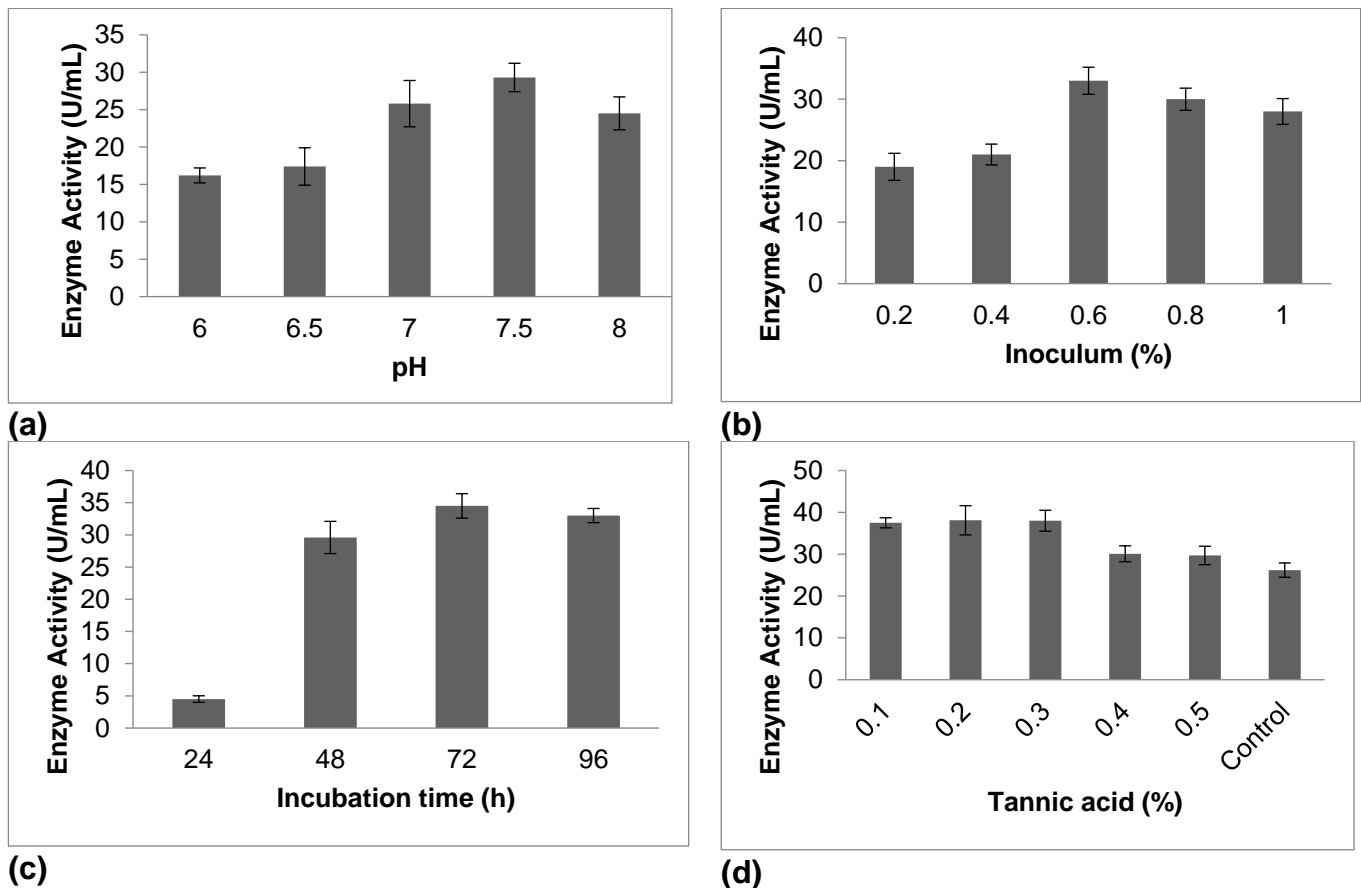 Enzyme Activity (U/mL)
35
30
25
20
15
10
5
0
6 6.5 7 7.5 8
pH
(a)
Enzyme Activity (U/mL)
40
30
20
10
0
0.2 0.4 0.6 0.8 1
Inoculum (%)
(b)
Enzyme Activity (U/mL)
40
35
30
25
20
15
10
5
0
24 48 72 96
Incubation time (h)
(c)
Enzyme Activity (U/mL)
50
40
30
20
10
0
0.1 0.2 0.3 0.4 0.5 Control
Tannic acid (%)
(d)